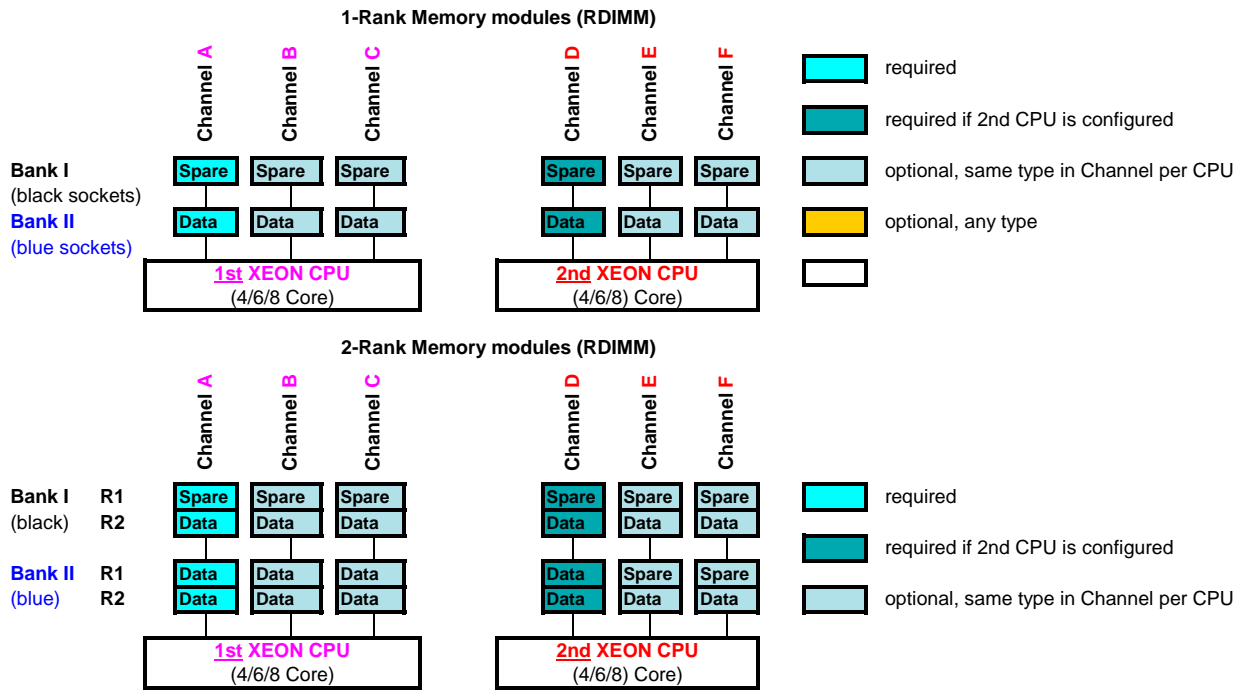 1-Rank Memory modules (RDIMM)
Channel A
Channel B
Channel C
Channel D
Channel E
Channel F
required
required if 2nd CPU is configured
Bank I
(black sockets)
Spare Spare Spare Spare Spare Spare
optional, same type in Channel per CPU
Bank II
(blue sockets)
Data Data Data Data Data Data
optional, any type
1st XEON CPU
(4/6/8 Core)
2nd XEON CPU
(4/6/8) Core)
2-Rank Memory modules (RDIMM)
Channel A
Channel B
Channel C
Channel D
Channel E
Channel F
Bank I R1 Spare Spare Spare Spare Spare Spare
required
(black) R2 Data Data Data Data Data Data
required if 2nd CPU is configured
Bank II R1 Data Data Data Data Spare Spare
(blue) R2 Data Data Data Data Data Data
optional, same type in Channel per CPU
1st XEON CPU
(4/6/8 Core)
2nd XEON CPU
(4/6/8) Core)